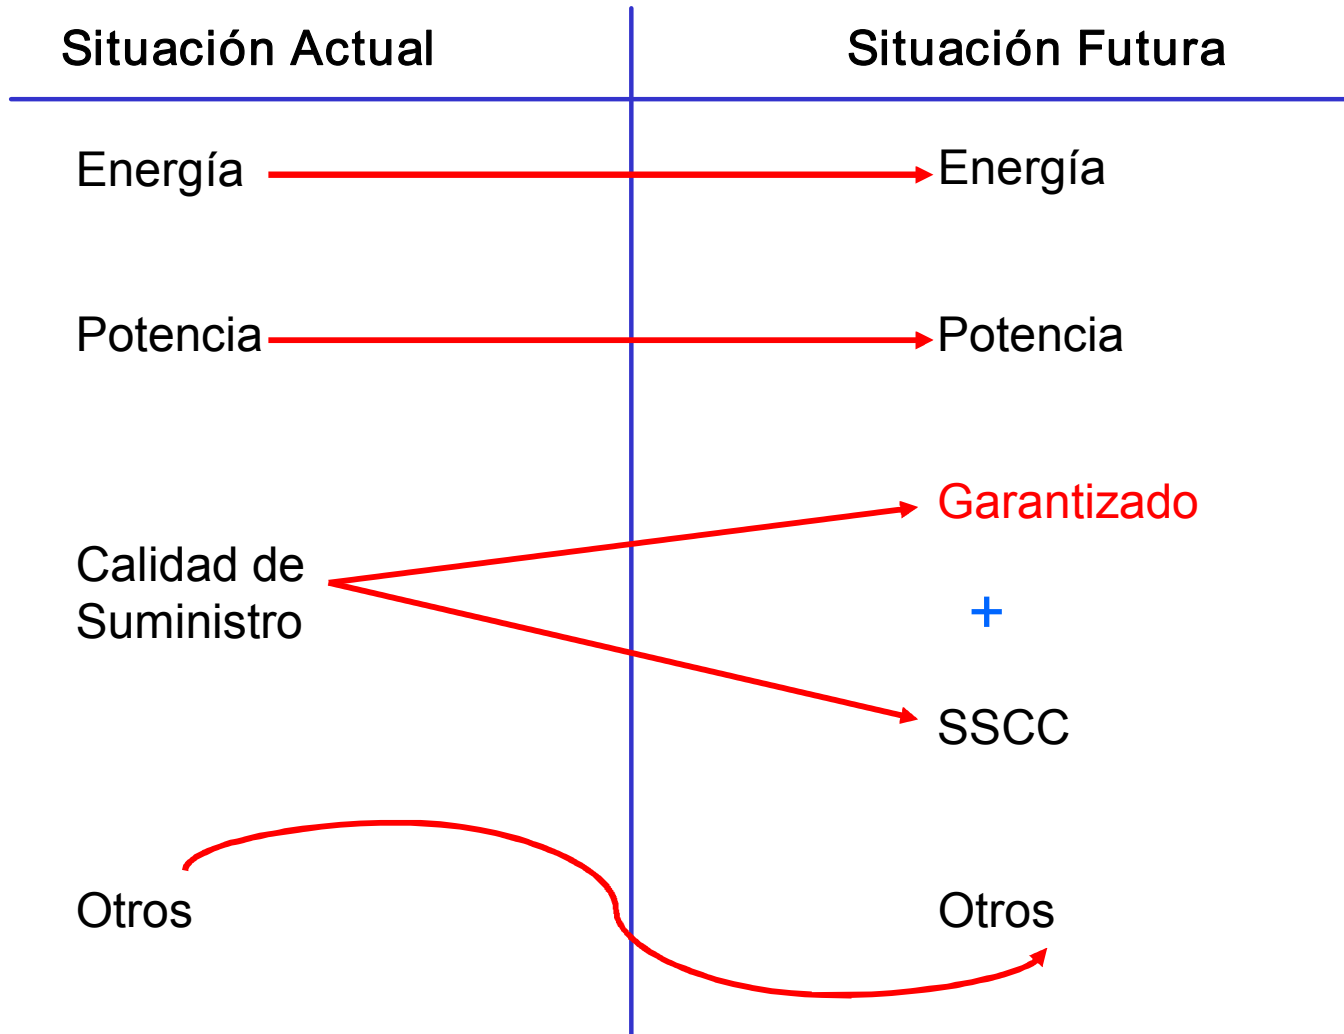 Situación Actual
Situación Futura
Energía
Energía
Potencia
Potencia
Calidad de
Suministro
Garantizado
+
SSCC
Otros
Otros